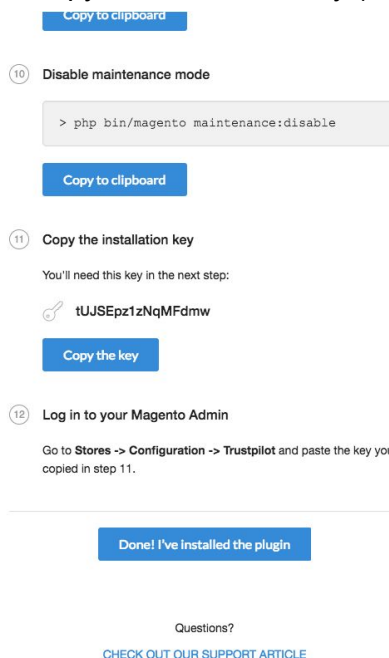 Copy to clipboard
10 Disable maintenance mode
> php bin/magento maintenance:disable
Copy to clipboard
11 Copy the installation key
You'll need this key in the next step:
tUJSEpz1zNqMFdmw
Copy the key
12 Log in to your Magento Admin
Go to Stores -> Configuration -> Trustpilot and paste the key you
copied in step 11.
Done! I've installed the plugin
Questions?
CHECK OUT OUR SUPPORT ARTICLE